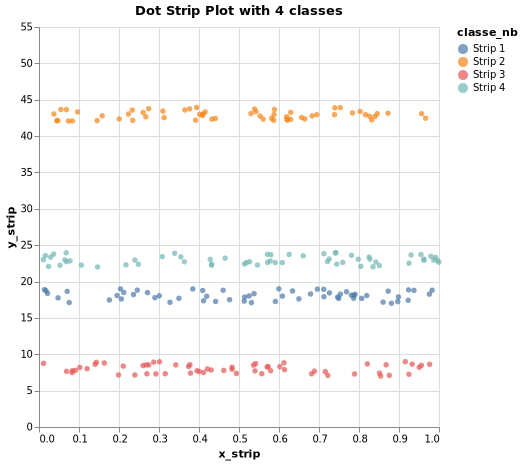 Dot Strip Plot with 4 classes
classe_nb
Strip 1
Strip 2
Strip 3
Strip 4
y_strip
55
50
45
40
35
30
25
20
15
10
5
0
0.0 0.1 0.2 0.3 0.4 0.5 0.6 0.7 0.8 0.9 1.0
x_strip